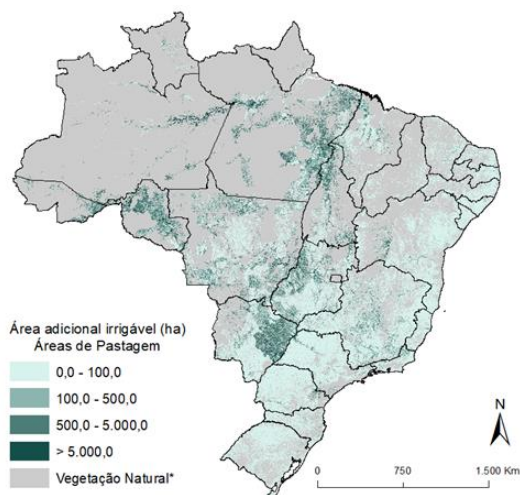 Área adicional irrigável (ha)
Áreas de Pastagem
0,0 - 100,0
100,0 - 500,0
500,0 - 5.000,0
> 5.000,0
Vegetação Natural*
N
0 750 1.500 Km